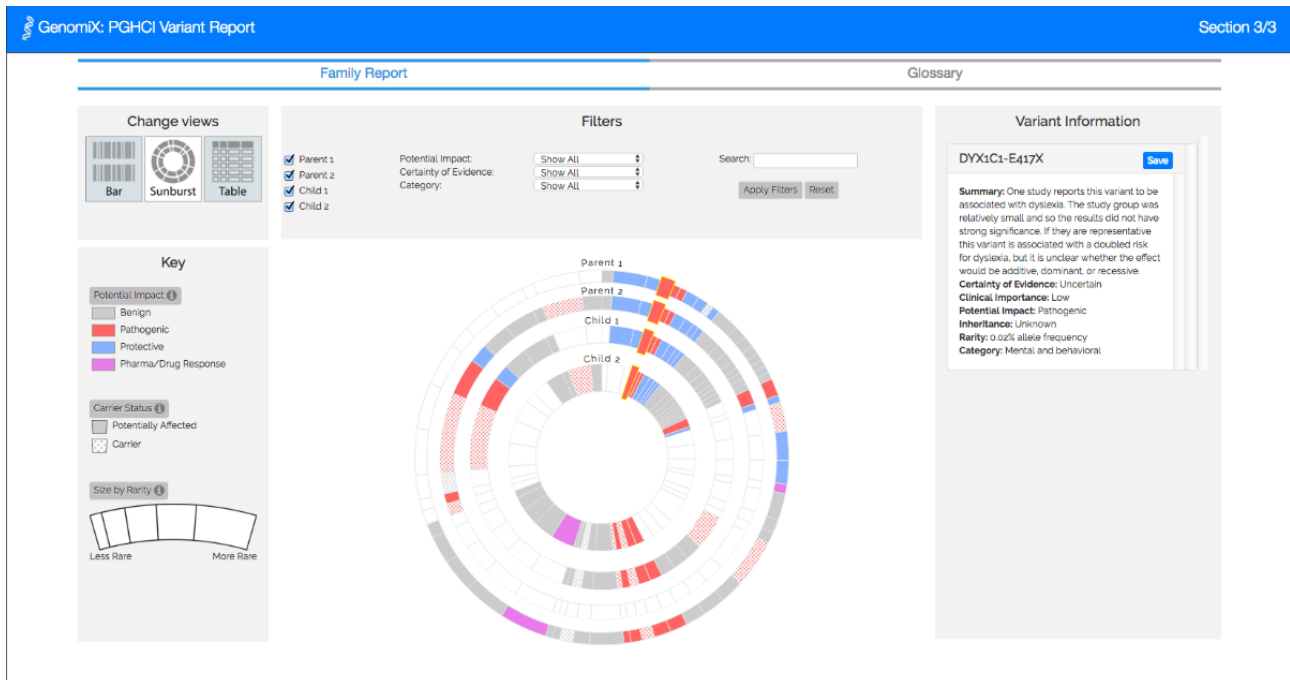 GenomiX: PGHCI Variant Report
Section 3/3
Family Report
Glossary
Change views
Bar
Sunburst
Table
Filters
Parent 1
Parent 2
Child 1
Child 2
Potential Impact:
Show All
Certainty of Evidence:
Show All
Category:
Show All
Search:
Apply Filters
Reset
Key
Potential Impact
Benign
Pathogenic
Protective
Pharma/Drug Response
Carrier Status
Potentially Affected
Carrier
Size by Rarity
Less Rare
More Rare
Parent 1
Parent 2
Child 1
Child 2
Variant Information
DYX1C1-E417X
Save
Summary: One study reports this variant to be
associated with dyslexia. The study group was
relatively small and so the results did not have
strong significance. If they are representative
this variant is associated with a doubled risk
for dyslexia, but it is unclear whether the effect
would be additive, dominant, or recessive.
Certainty of Evidence: Uncertain
Clinical Importance: Low
Potential Impact: Pathogenic
Inheritance: Unknown
Rarity: 0.02% allele frequency
Category: Mental and behavioral